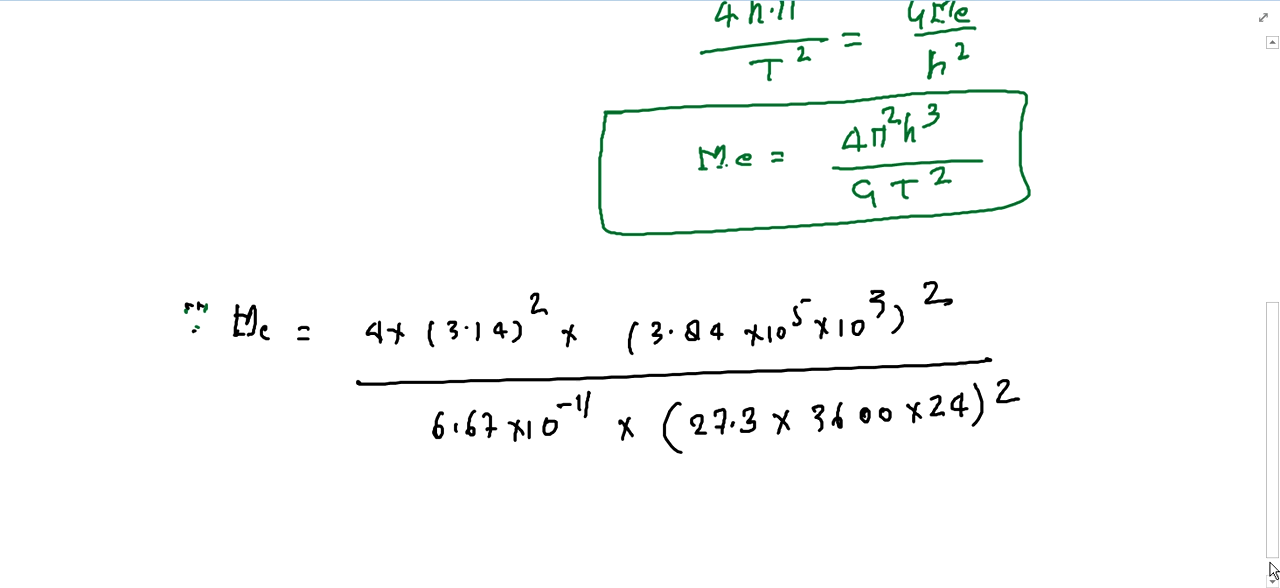 4h·Π / T² = GMe / h²
Me = 4π²h³ / GT²
∵ Me = 4× (3.14)² × (3.84 ×10⁵×10³)² / 6.67×10⁻¹¹ × (27.3 × 3600 ×24)²